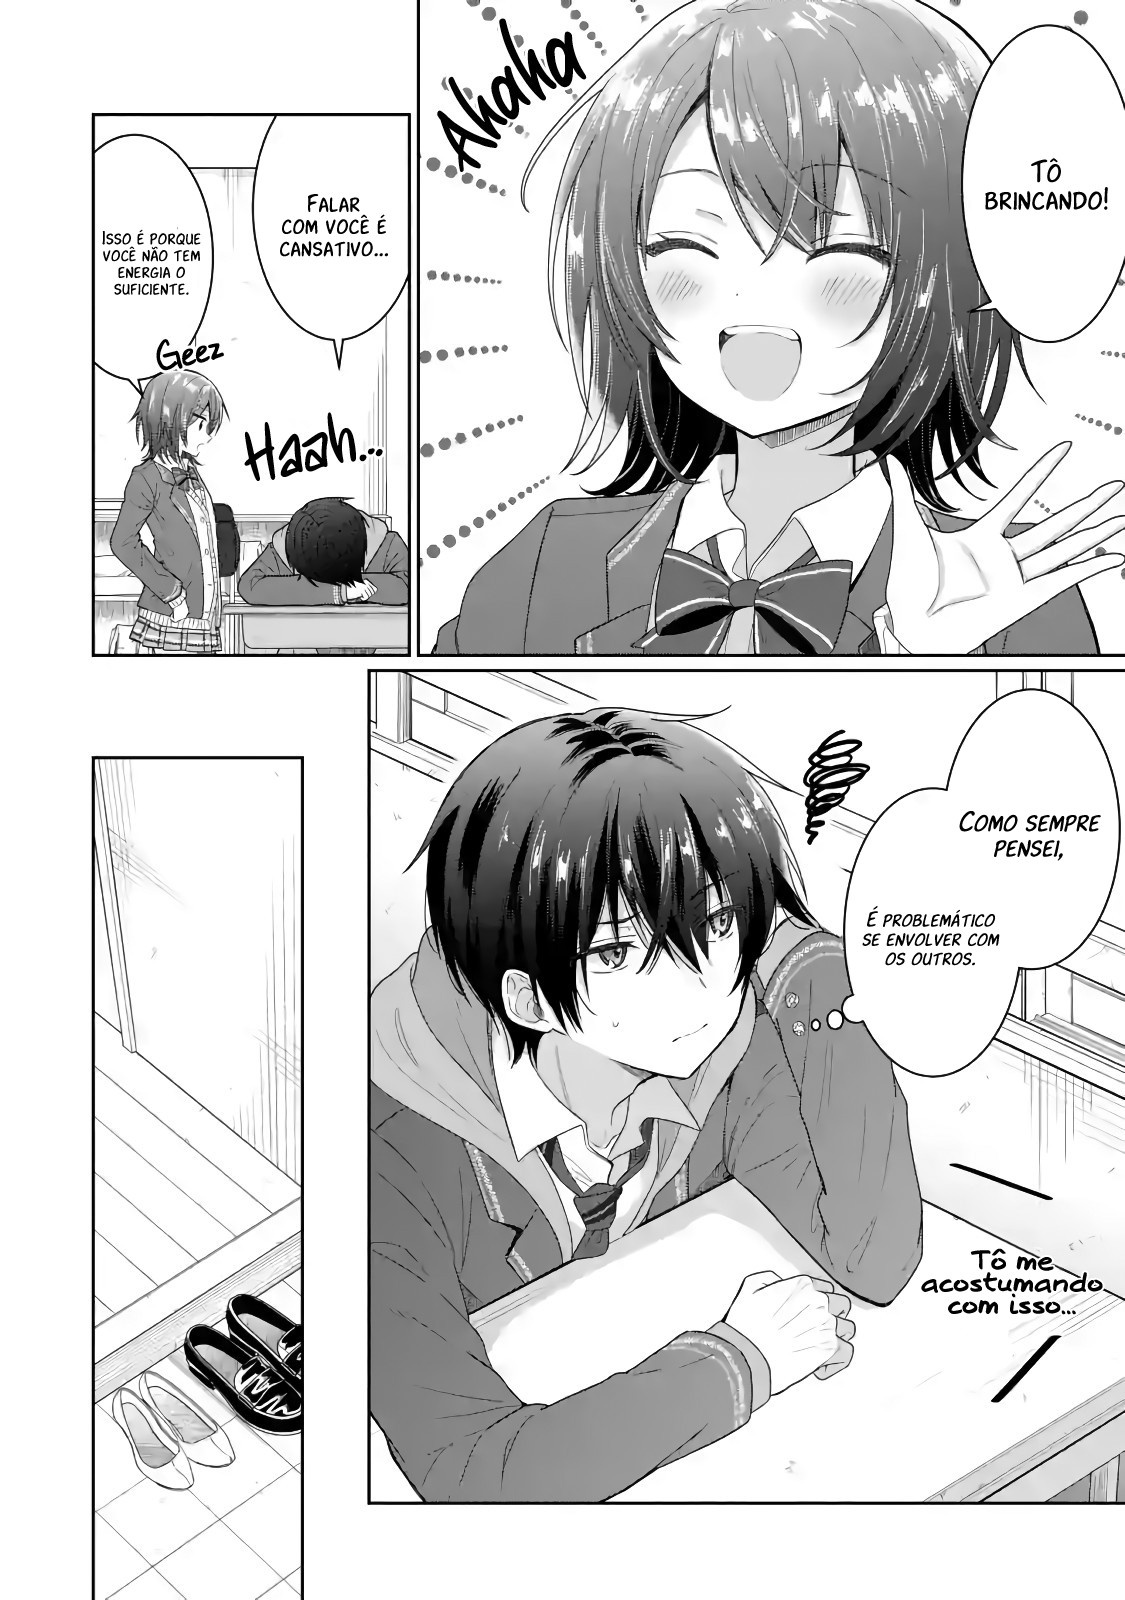 Ahaha
TÔ
BRINCANDO!
FALAR
COM VOCÊ É
CANSATIVO...
Haah...
ISSO É PORQUE
VOCÊ NÃO TEM
ENERGIA O
SUFICIENTE.
Geez
COMO SEMPRE
PENSEI,
É PROBLEMÁTICO
SE ENVOLVER COM
OS OUTROS.
Tô me
acostumando
com isso...